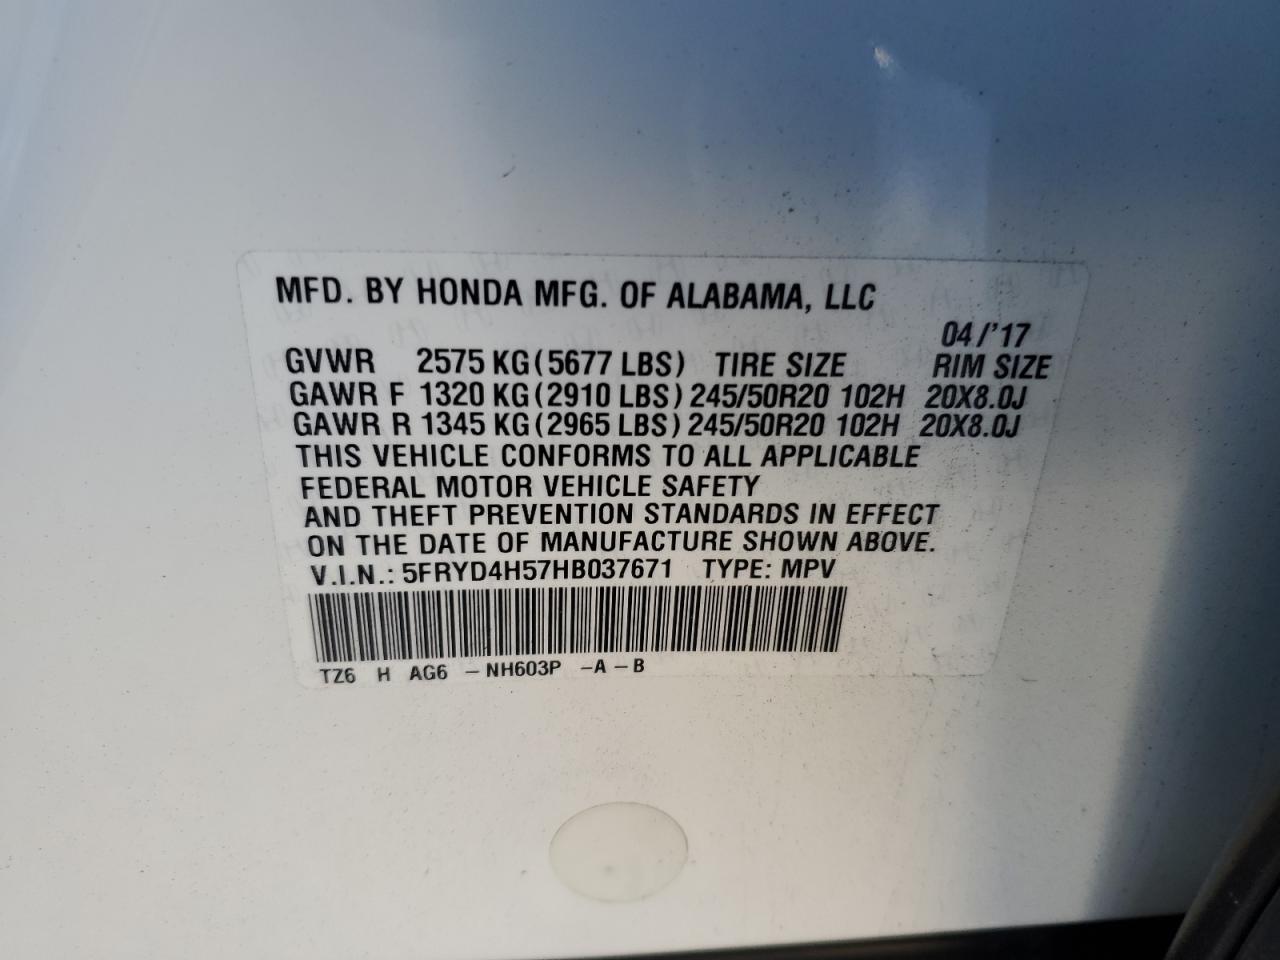 MFD. BY HONDA MFG. OF ALABAMA, LLC
04/'17
GVWR 2575 KG(5677 LBS) TIRE SIZE RIM SIZE
GAWR F 1320 KG(2910 LBS) 245/50R20 102H 20X8.0J
GAWR R 1345 KG(2965 LBS) 245/50R20 102H 20X8.0J
THIS VEHICLE CONFORMS TO ALL APPLICABLE
FEDERAL MOTOR VEHICLE SAFETY
AND THEFT PREVENTION STANDARDS IN EFFECT
ON THE DATE OF MANUFACTURE SHOWN ABOVE.
V.I.N.: 5FRYD4H57HB037671 TYPE: MPV
TZ6 H AG6 -NH603P -A-B